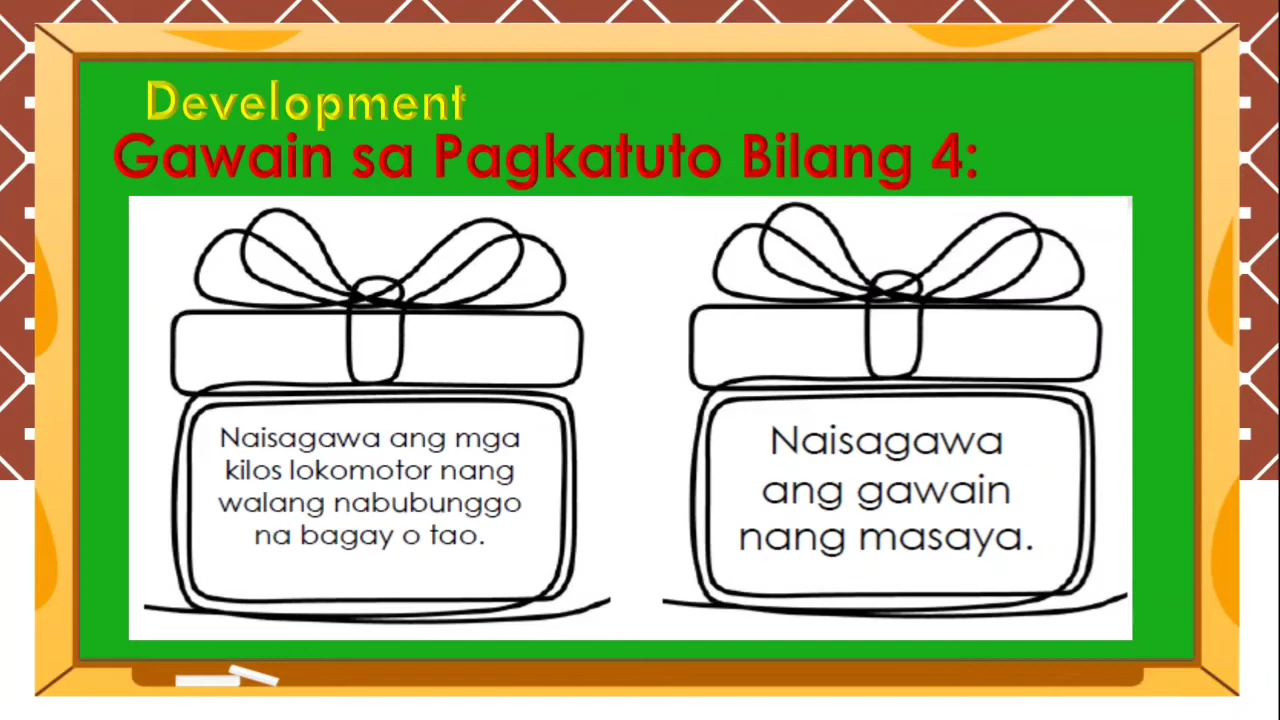 Development
Gawain sa Pagkatuto Bilang 4:
Naisagawa ang mga
kilos lokomotor nang
walang nabubunggo
na bagay o tao.
Naisagawa
ang gawain
nang masaya.